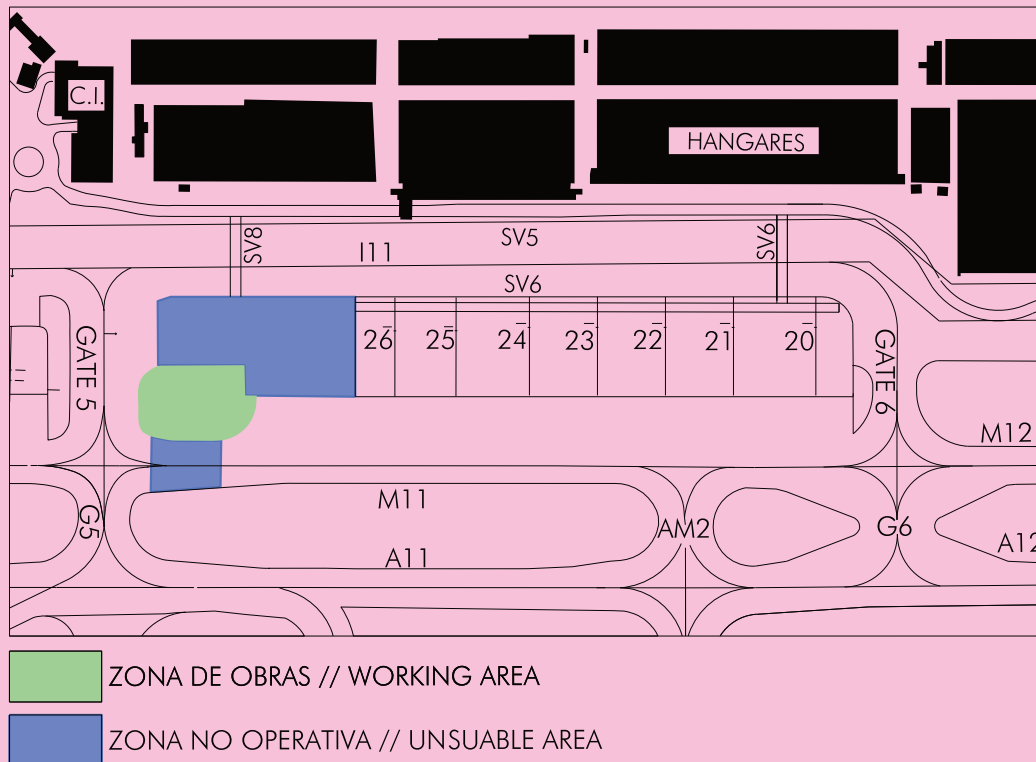 C.I.
HANGARES
SV8
I11
SV5
SV6
SV6
GATE 5
26
25
24
23
22
21
20
GATE 6
M12
M11
G5
AM2
G6
A11
A12
ZONA DE OBRAS // WORKING AREA
ZONA NO OPERATIVA // UNSUABLE AREA